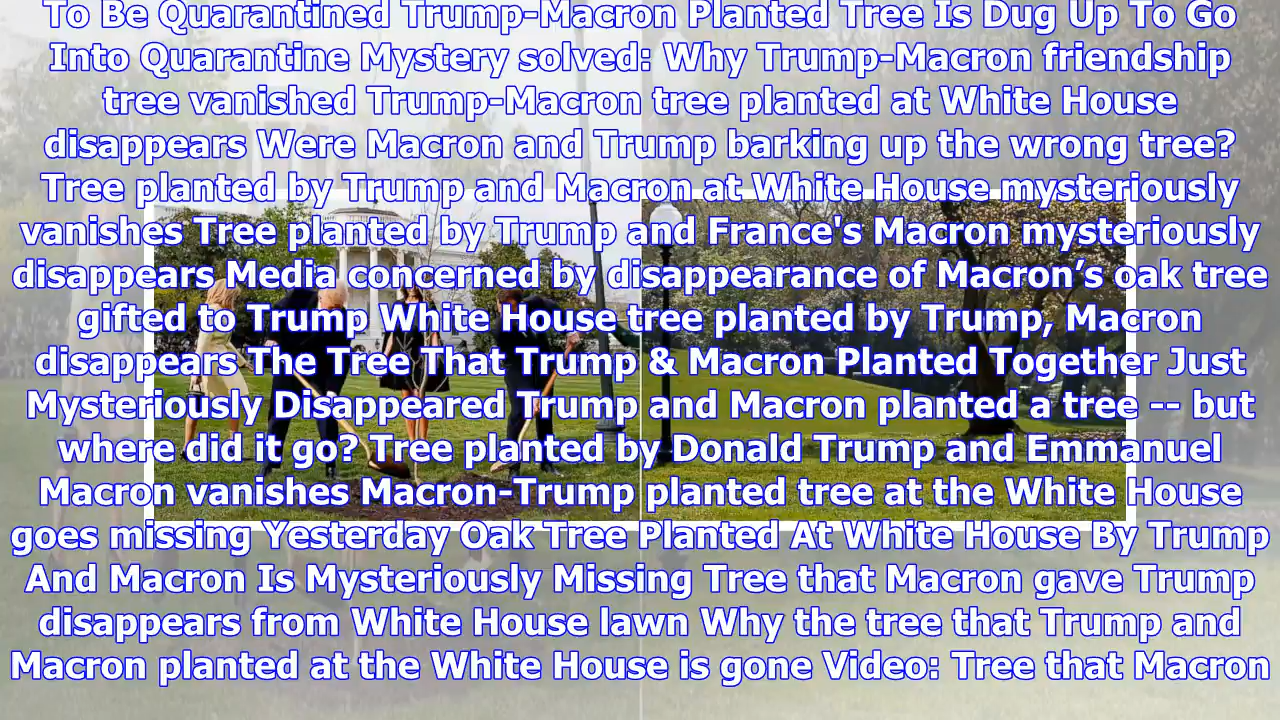 To Be Quarantined Trump-Macron Planted Tree Is Dug Up To Go
Into Quarantine Mystery solved: Why Trump-Macron friendship
tree vanished Trump-Macron tree planted at White House
disappears Were Macron and Trump barking up the wrong tree?
Tree planted by Trump and Macron at White House mysteriously
vanishes Tree planted by Trump and France's Macron mysteriously
disappears Media concerned by disappearance of Macron’s oak tree
gifted to Trump White House tree planted by Trump, Macron
disappears The Tree That Trump & Macron Planted Together Just
Mysteriously Disappeared Trump and Macron planted a tree -- but
where did it go? Tree planted by Donald Trump and Emmanuel
Macron vanishes Macron-Trump planted tree at the White House
goes missing Yesterday Oak Tree Planted At White House By Trump
And Macron Is Mysteriously Missing Tree that Macron gave Trump
disappears from White House lawn Why the tree that Trump and
Macron planted at the White House is gone Video: Tree that Macron